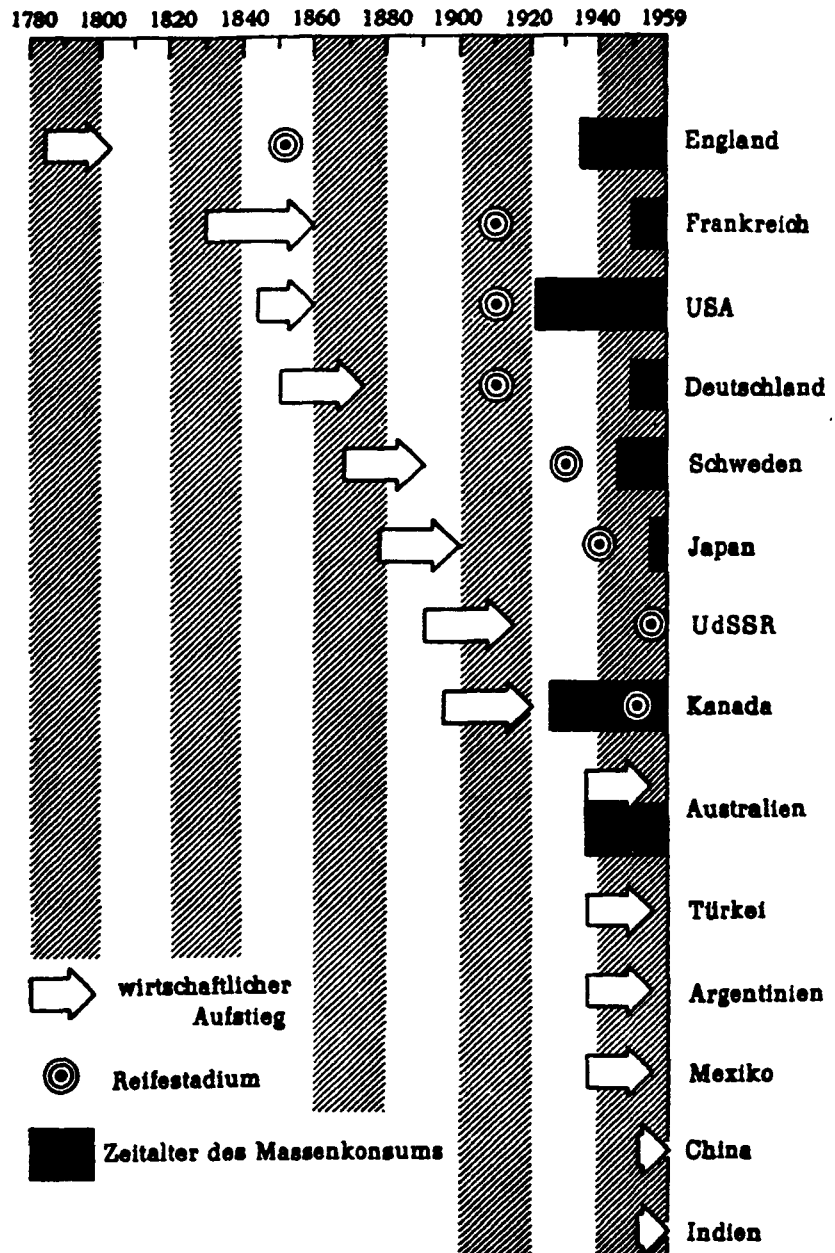 1780 1800 1820 1840 1860 1880 1900 1920 1940 1959
England
Frankreich
USA
Deutschland
Schweden
Japan
UdSSR
Kanada
Australien
Türkei
Argentinien
Mexiko
China
Indien
wirtschaftlicher
Aufstieg
Reifestadium
Zeitalter des Massenkonsums